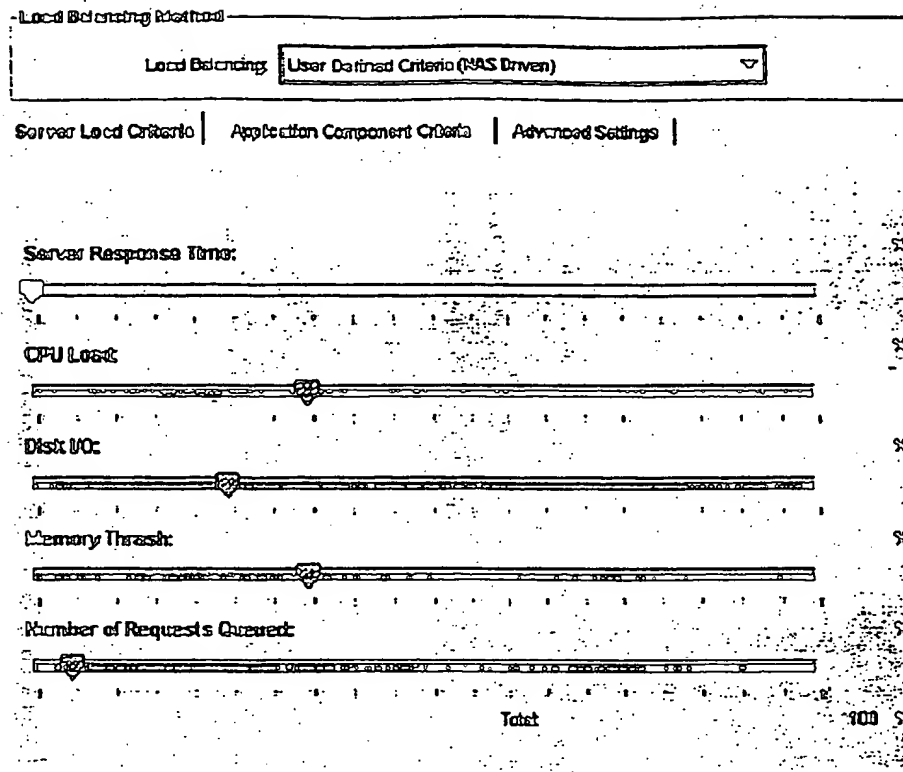 Load Balancing Method
Load Balancing: User Defined Criteria (NAS Driven)
Server Load Criteria | Application Component Criteria | Advanced Settings |
Server Response Time:
CPU Load:
Disk I/O:
Memory Thrash:
Number of Requests Queued:
Total: 100